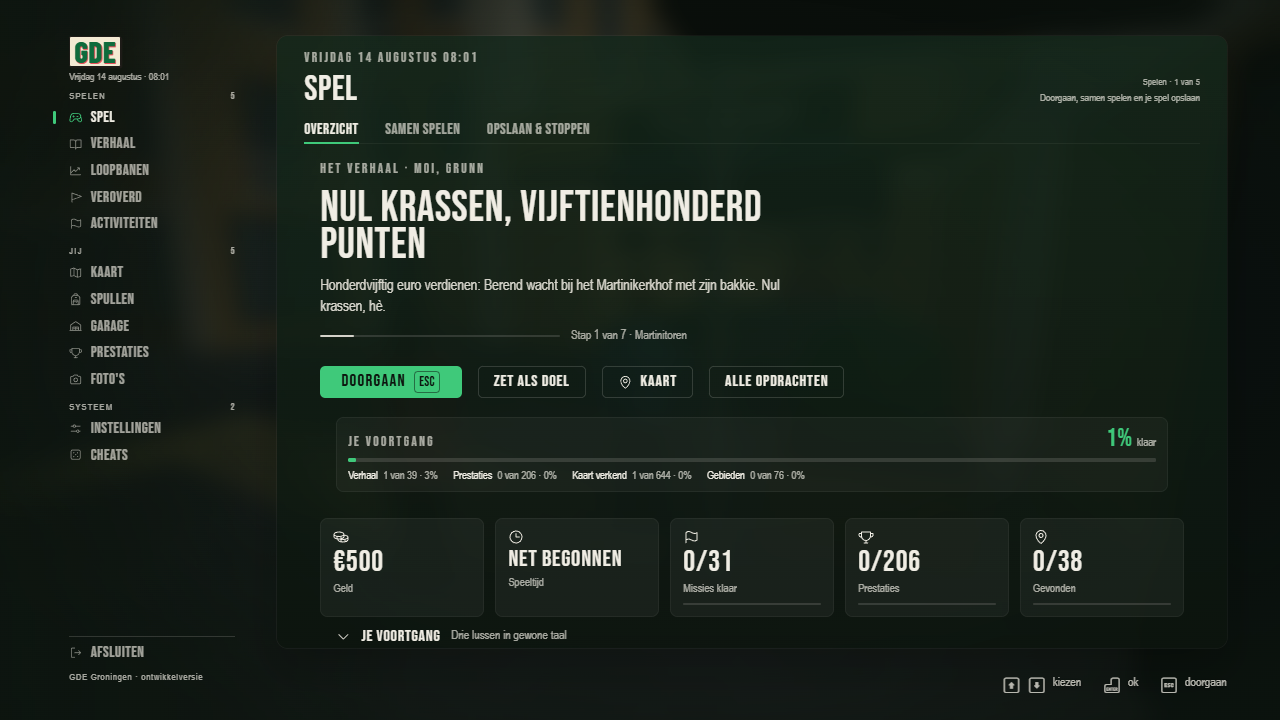 GDE
Vrijdag 14 augustus · 08:01
SPELEN 5
SPEL
VERHAAL
LOOPBANEN
VEROVERD
ACTIVITEITEN
JIJ 5
KAART
SPULLEN
GARAGE
PRESTATIES
FOTO'S
SYSTEEM 2
INSTELLINGEN
CHEATS
AFSLUITEN
GDE Groningen · ontwikkelversie
VRIJDAG 14 AUGUSTUS 08:01
SPEL
Spelen · 1 van 5
Doorgaan, samen spelen en je spel opslaan
OVERZICHT SAMEN SPELEN OPSLAAN & STOPPEN
HET VERHAAL · MOI, GRUNN
NUL KRASSEN, VIJFTIENHONDERD
PUNTEN
Honderdvijftig euro verdienen: Berend wacht bij het Martinikerkhof met zijn bakkie. Nul
krassen, hè.
Stap 1 van 7 · Martinitoren
DOORGAAN ESC ZET ALS DOEL KAART ALLE OPDRACHTEN
JE VOORTGANG 1% klaar
Verhaal 1 van 39 · 3% Prestaties 0 van 206 · 0% Kaart verkend 1 van 644 · 0% Gebieden 0 van 76 · 0%
€500
Geld
NET BEGONNEN
Speeltijd
0/31
Missies klaar
0/206
Prestaties
0/38
Gevonden
JE VOORTGANG Drie lussen in gewone taal
kiezen ok ESC doorgaan